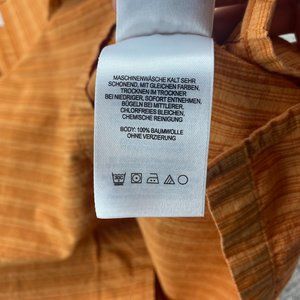 MASCHINENWÄSCHE KALT SEHR
SCHONEND, MIT GLEICHEN FARBEN,
TROCKNEN IM TROCKNER
BEI NIEDRIGER, SOFORT ENTNEHMEN,
BÜGELN BEI MITTLERER,
CHLORFREIES BLEICHEN,
CHEMISCHE REINIGUNG
BODY: 100% BAUMWOLLE
OHNE VERZIERUNG